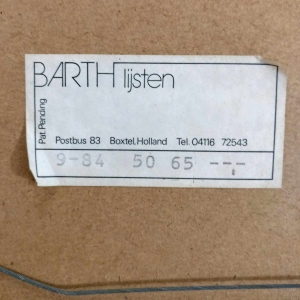 BARTH lijsten
Pat. Pending
Postbus 83 Boxtel, Holland Tel. 04116 72543
9-84 50 65 ---;